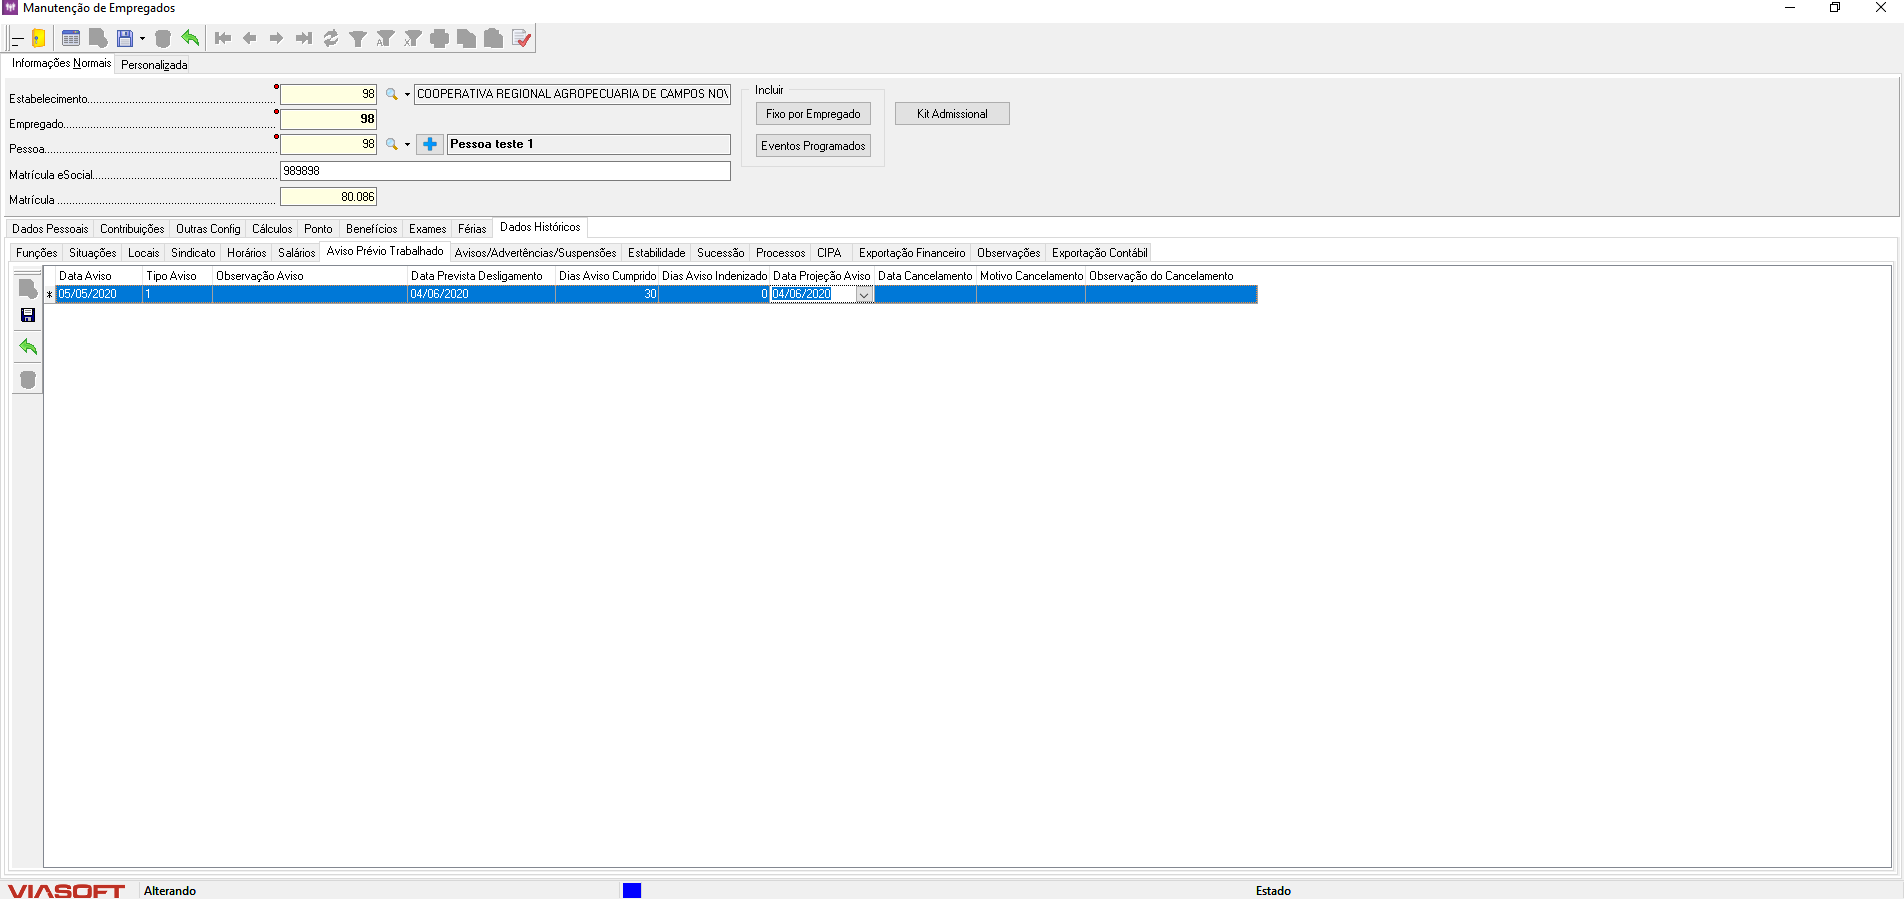 Manutenção de Empregados
Informações Normais Personalizada
Estabelecimento 98 COOPERATIVA REGIONAL AGROPECUARIA DE CAMPOS NOV
Incluir
Empregado 98
Fixo por Empregado
Kit Admissional
Pessoa 98 Pessoa teste 1
Eventos Programados
Matrícula eSocial 989898
Matrícula 80.086
Dados Pessoais Contribuições Outras Config Cálculos Ponto Benefícios Exames Férias Dados Históricos
Funções Situações Locais Sindicato Horários Salários Aviso Prévio Trabalhado Avisos/Advertências/Suspensões Estabilidade Sucessão Processos CIPA Exportação Financeiro Observações Exportação Contábil
Data Aviso Tipo Aviso Observação Aviso Data Prevista Desligamento Dias Aviso Cumprido Dias Aviso Indenizado Data Projeção Aviso Data Cancelamento Motivo Cancelamento Observação do Cancelamento
* 05/05/2020 1 04/06/2020 30 0 04/06/2020
VIASOFT Alterando Estado